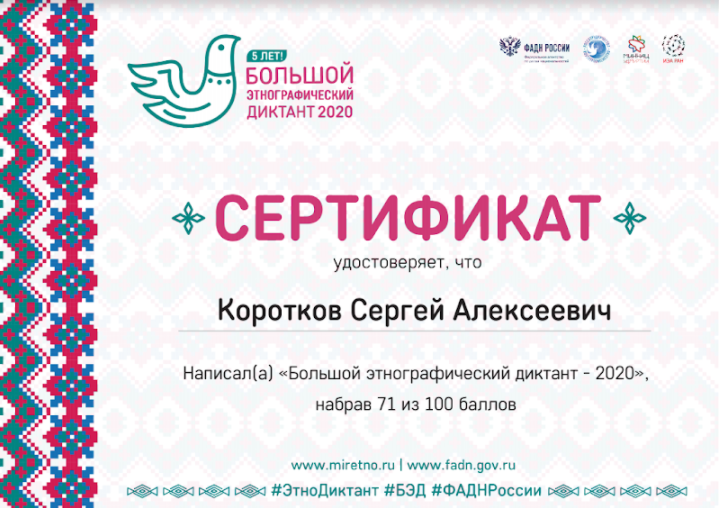 5 ЛЕТ!
БОЛЬШОЙ
ЭТНОГРАФИЧЕСКИЙ
ДИКТАНТ 2020
ФАДН РОССИИ
СЕРТИФИКАТ
удостоверяет, что
Коротков Сергей Алексеевич
Написал(а) «Большой этнографический диктант - 2020»,
набрав 71 из 100 баллов
www.miretno.ru | www.fadn.gov.ru
#ЭтноДиктант #БЭД #ФАДНРоссии